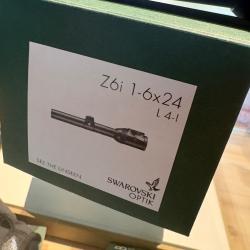 Z6i 1-6x24
L 4-I
SEE THE UNSEEN
SWAROVSKI
OPTIK